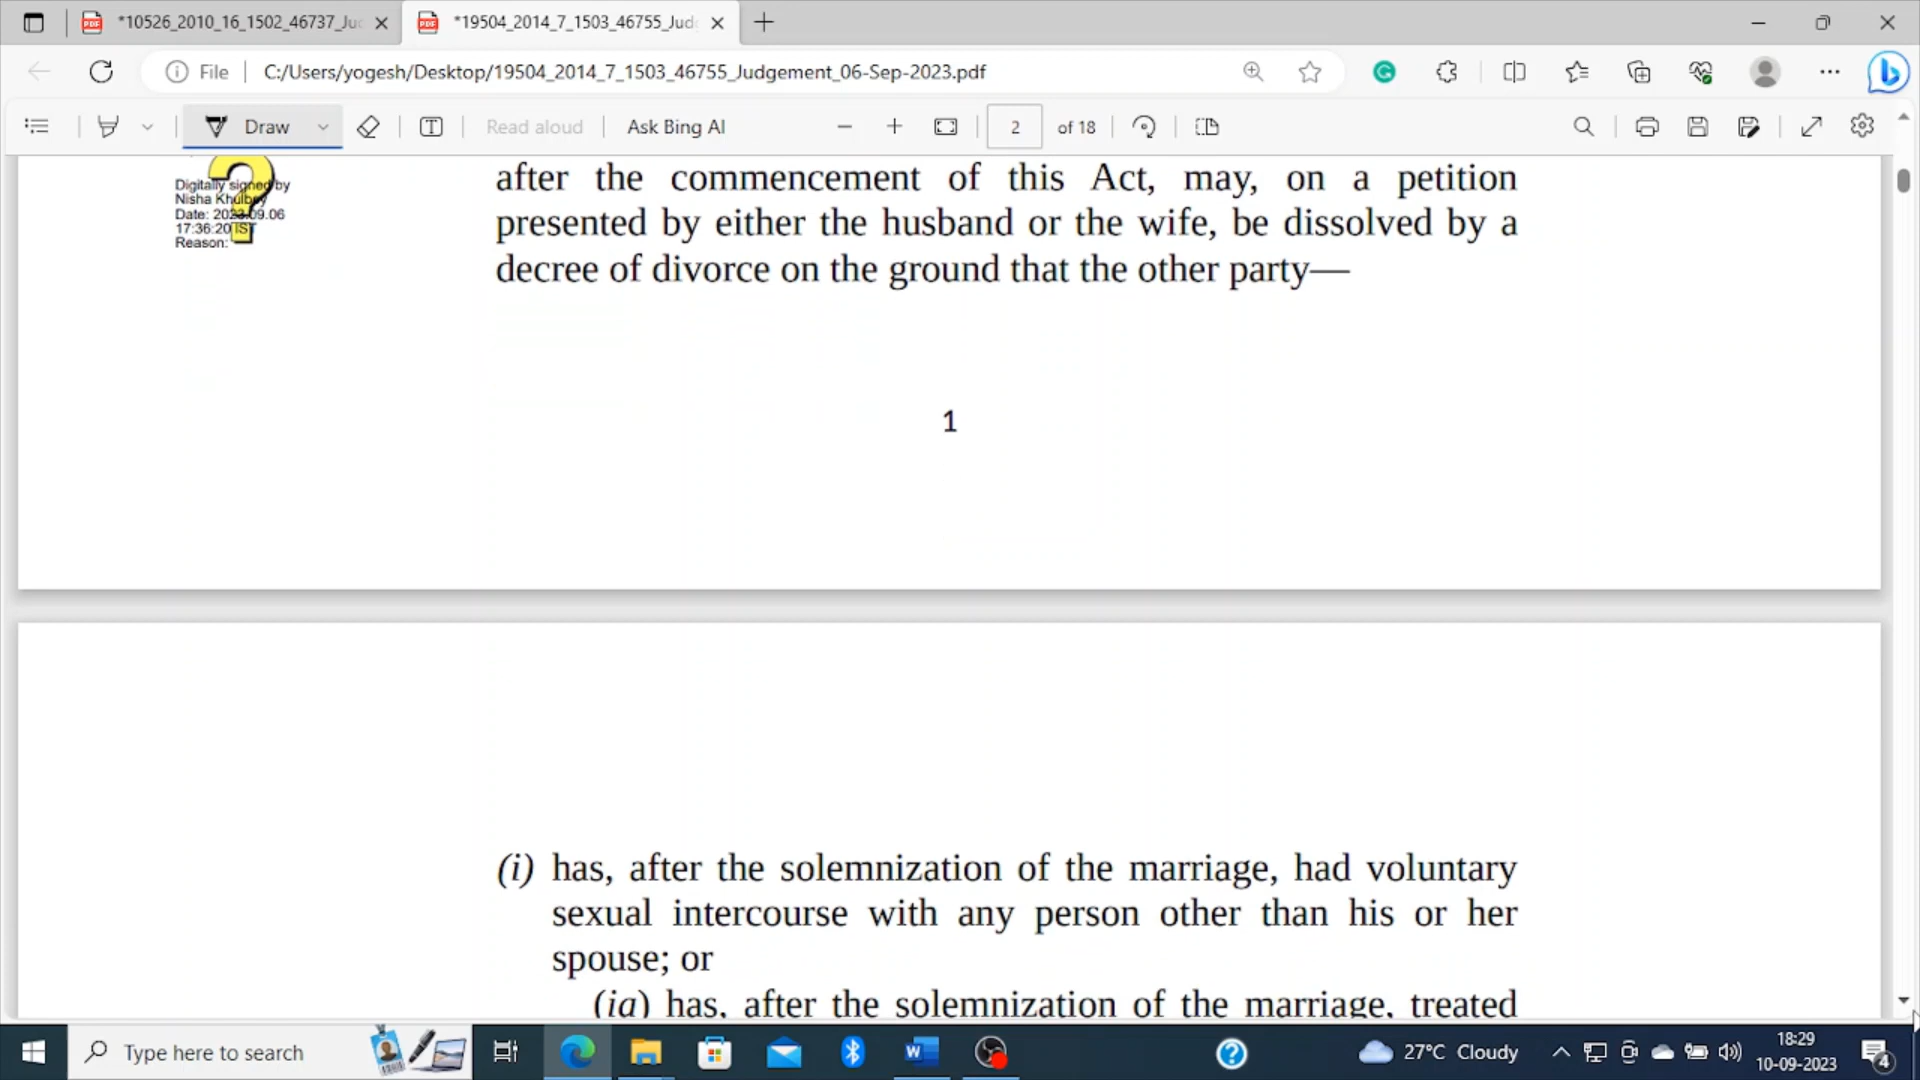 *10526_2010_16_1502_46737_Ju
*19504_2014_7_1503_46755_Jud
File
C:/Users/yogesh/Desktop/19504_2014_7_1503_46755_Judgement_06-Sep-2023.pdf
Draw
Read aloud
Ask Bing AI
2
of 18
Digitally signed by
Nisha Khulbey
Date: 2023.09.06
17:36:20 IST
Reason:
after the commencement of this Act, may, on a petition
presented by either the husband or the wife, be dissolved by a
decree of divorce on the ground that the other party—
1
(i) has, after the solemnization of the marriage, had voluntary
sexual intercourse with any person other than his or her
spouse; or
(ia) has, after the solemnization of the marriage, treated
Type here to search
27°C Cloudy
18:29
10-09-2023
4